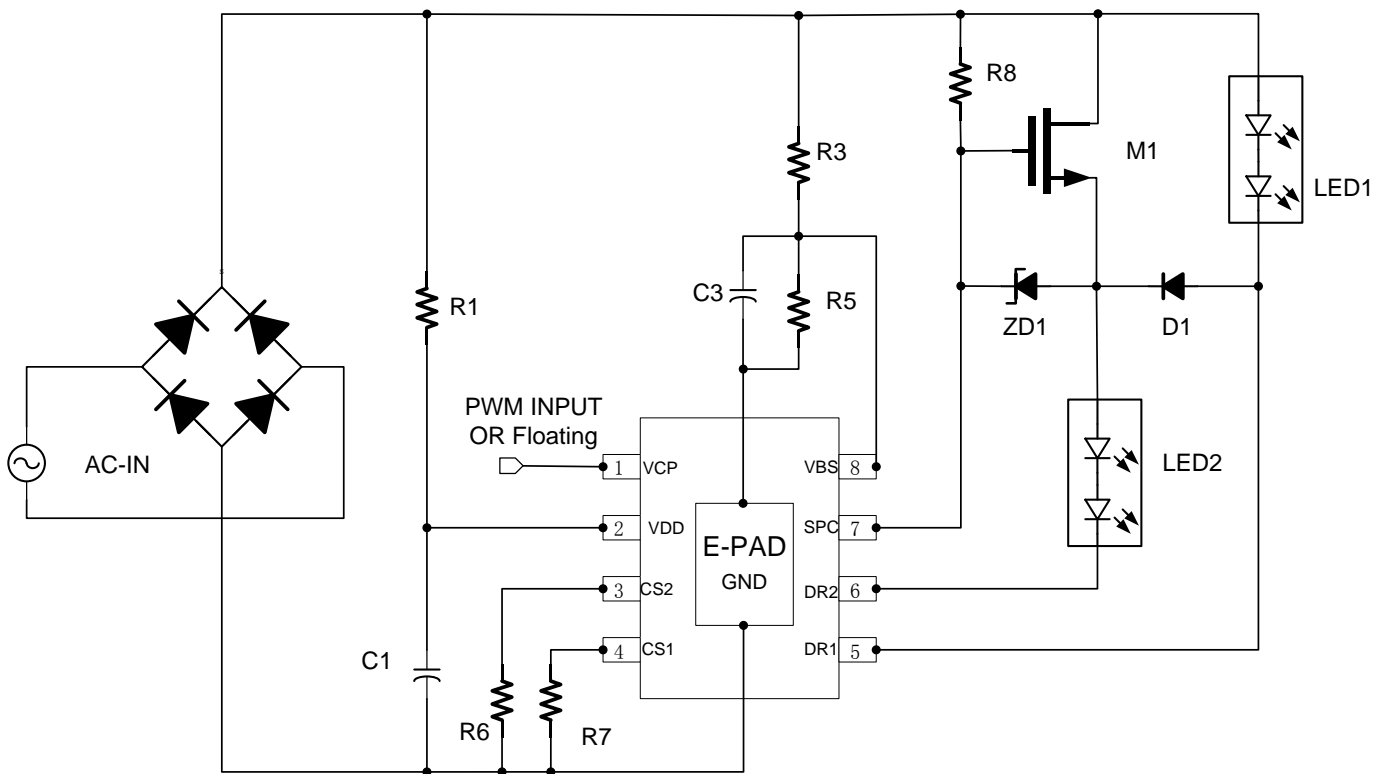 R8
R3
M1
LED1
R1
C3
R5
ZD1
D1
PWM INPUT
OR Floating
AC-IN
LED2
1 VCP
VBS 8
2 VDD
SPC 7
E-PAD
GND
3 CS2
DR2 6
4 CS1
DR1 5
C1
R6
R7